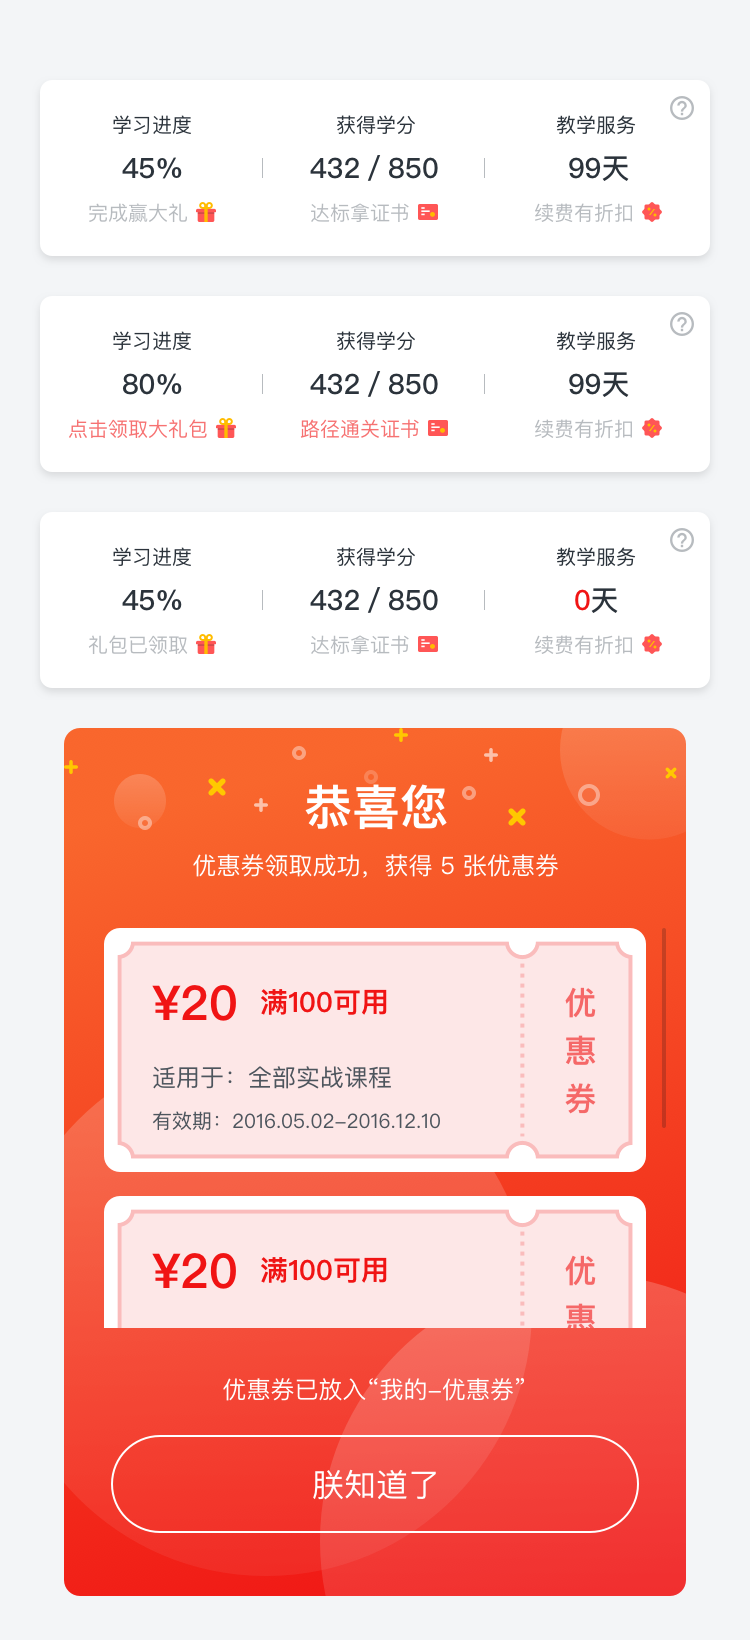 学习进度 获得学分 教学服务
45% 432 / 850 99天
完成赢大礼 达标拿证书 续费有折扣
学习进度 获得学分 教学服务
80% 432 / 850 99天
点击领取大礼包 路径通关证书 续费有折扣
学习进度 获得学分 教学服务
45% 432 / 850 0天
礼包已领取 达标拿证书 续费有折扣
恭喜您
优惠券领取成功，获得 5 张优惠券
¥20 满100可用
适用于：全部实战课程
有效期：2016.05.02-2016.12.10
优
惠
券
¥20 满100可用
优
惠
优惠券已放入“我的-优惠券”
朕知道了